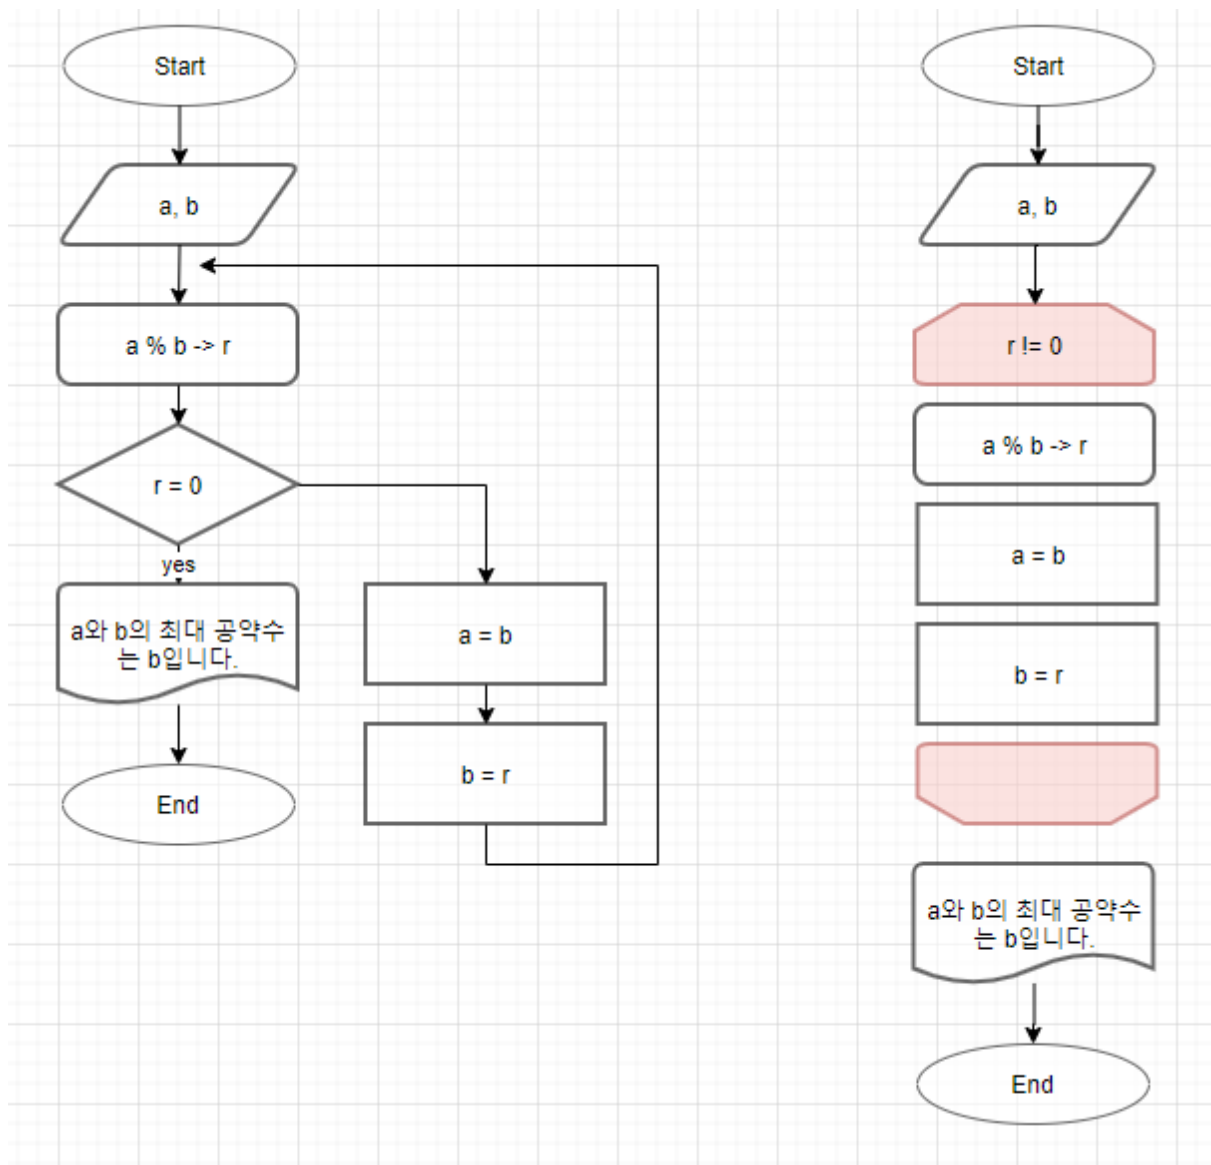 Start
a, b
a % b -> r
r = 0
yes
a와 b의 최대 공약수
는 b입니다.
End
a = b
b = r
Start
a, b
r != 0
a % b -> r
a = b
b = r
a와 b의 최대 공약수
는 b입니다.
End